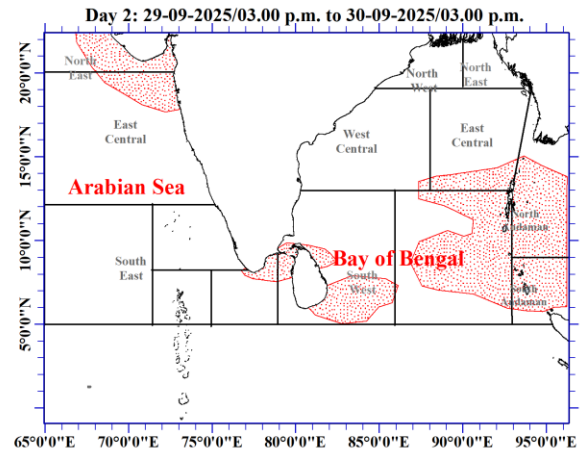 Day 2: 29-09-2025/03.00 p.m. to 30-09-2025/03.00 p.m.
20°0'0"N
15°0'0"N
10°0'0"N
5°0'0"N
North
East
North
West
North
East
East
Central
West
Central
East
Central
Arabian Sea
North
Andaman
Bay of Bengal
South
East
South
West
South
Andaman
65°0'0"E
70°0'0"E
75°0'0"E
80°0'0"E
85°0'0"E
90°0'0"E
95°0'0"E